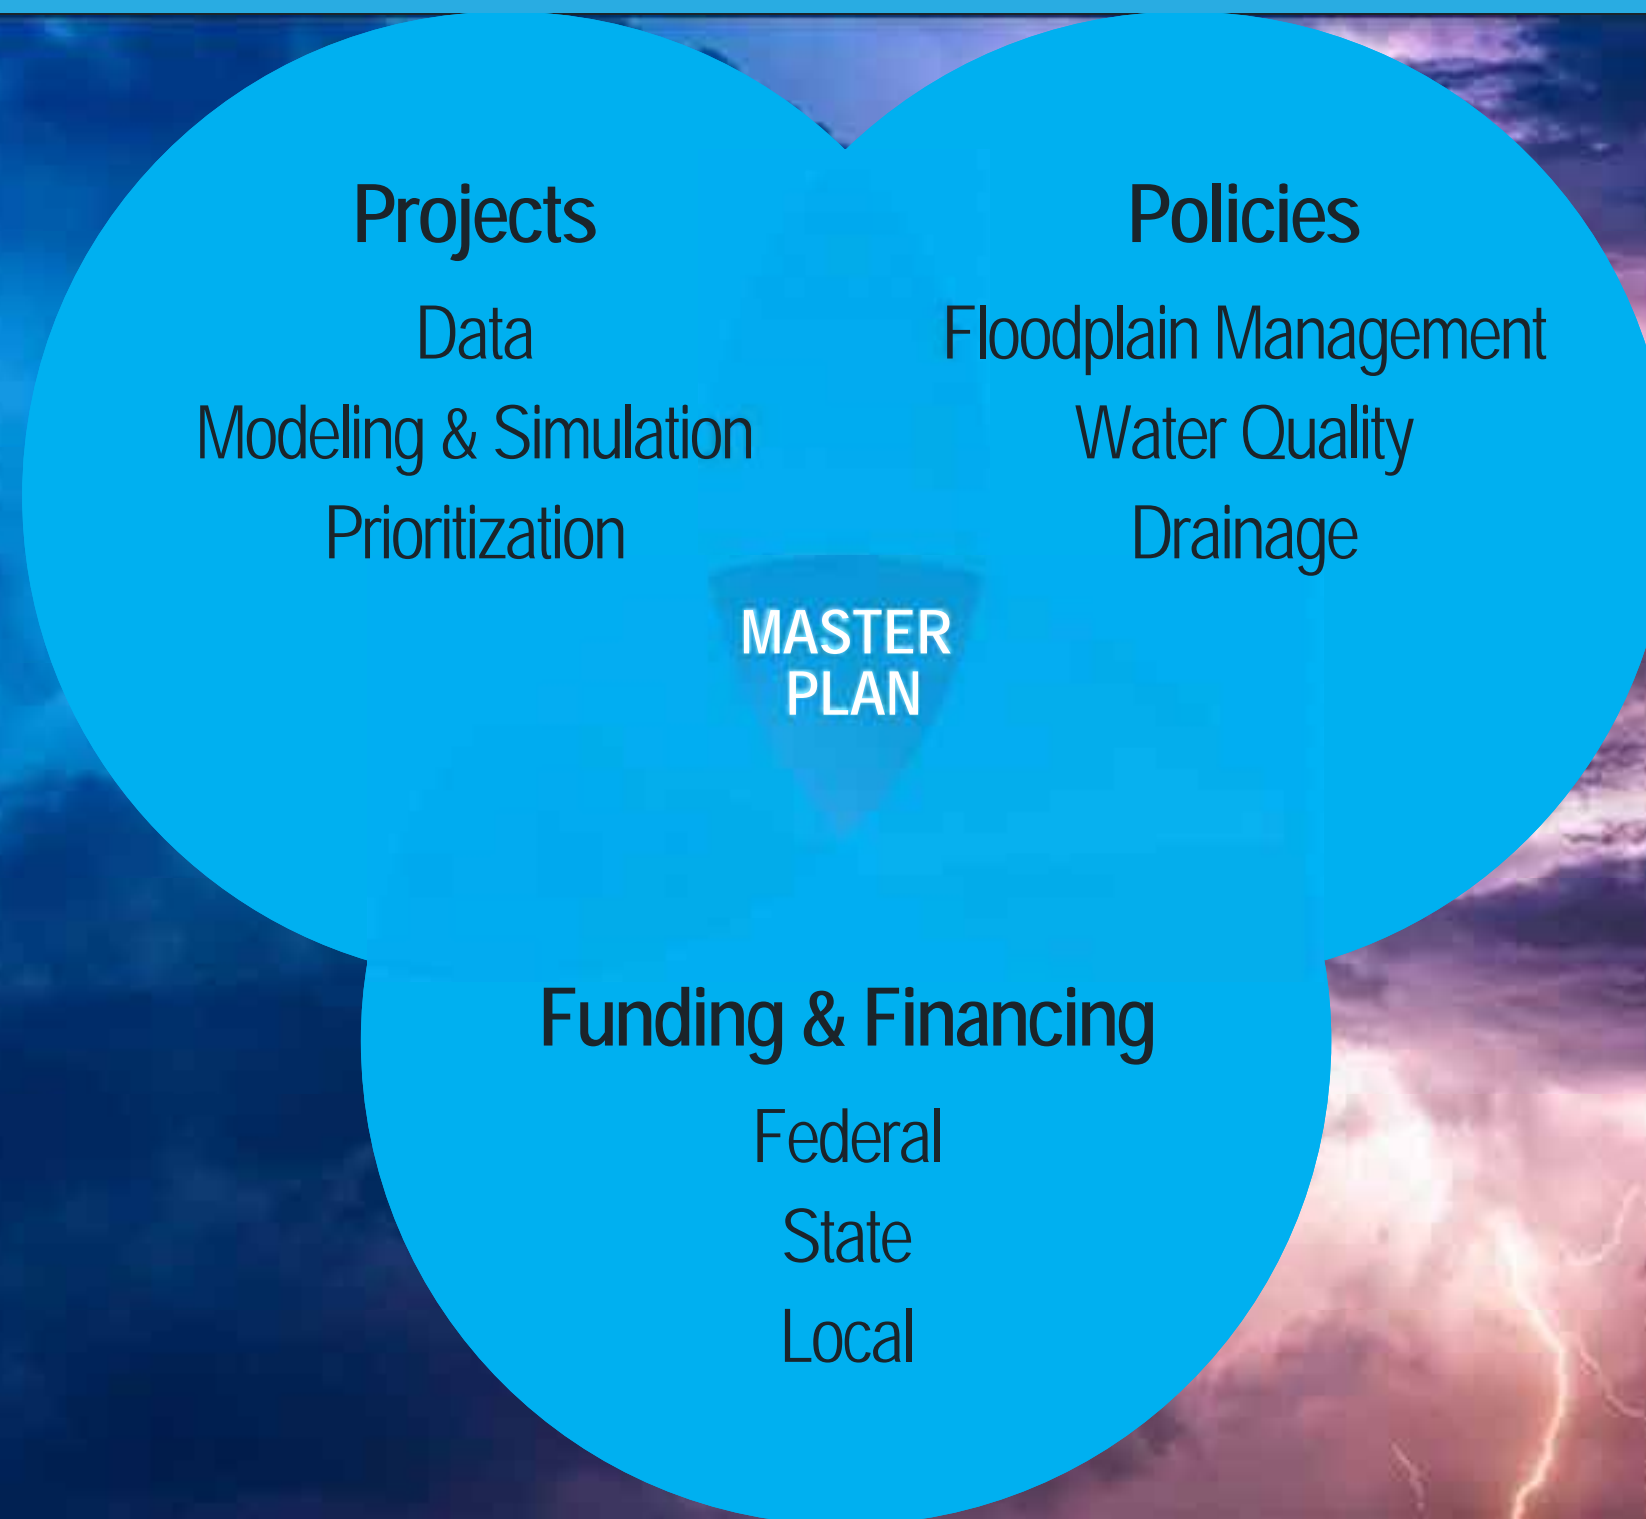 Projects
Data
Modeling & Simulation
Prioritization
Policies
Floodplain Management
Water Quality
Drainage
MASTER
PLAN
Funding & Financing
Federal
State
Local